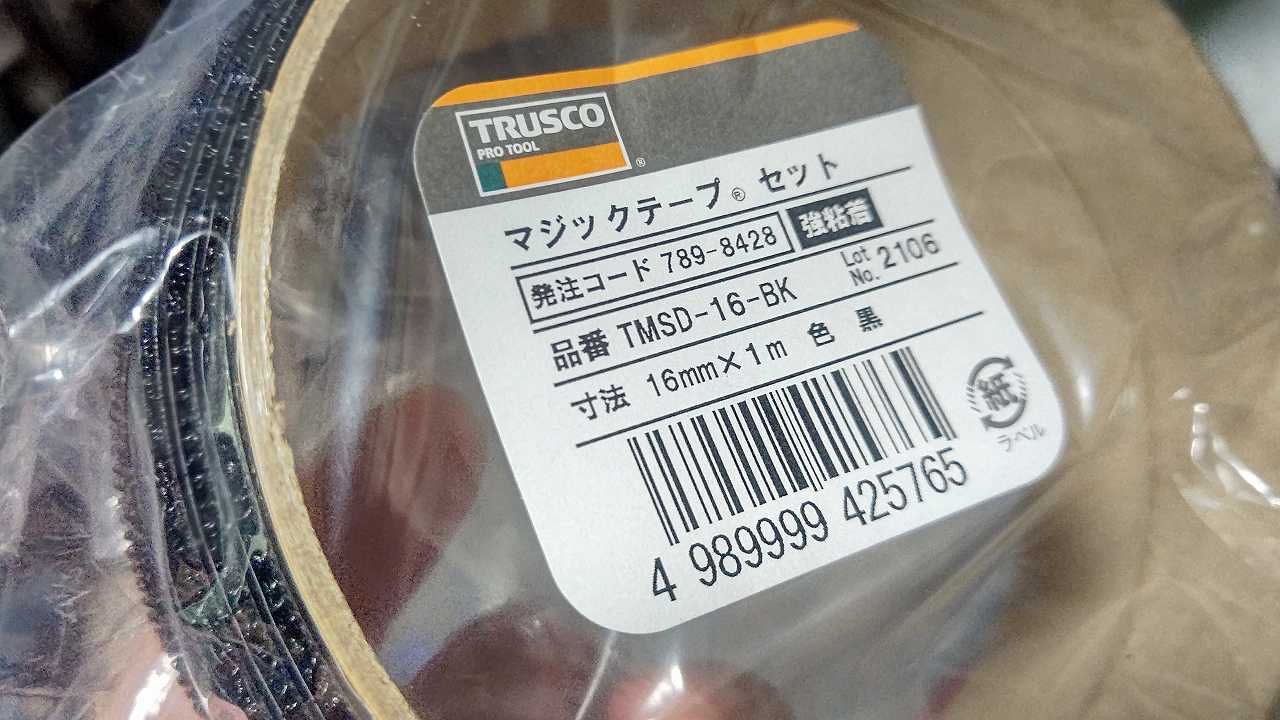 TRUSCO
PRO TOOL
®
マジックテープ® セット
発注コード 789-8428 強粘着
品番 TMSD-16-BK Lot No. 2106
寸法 16mm×1m 色 黒
紙
ラベル
4 989999 425765